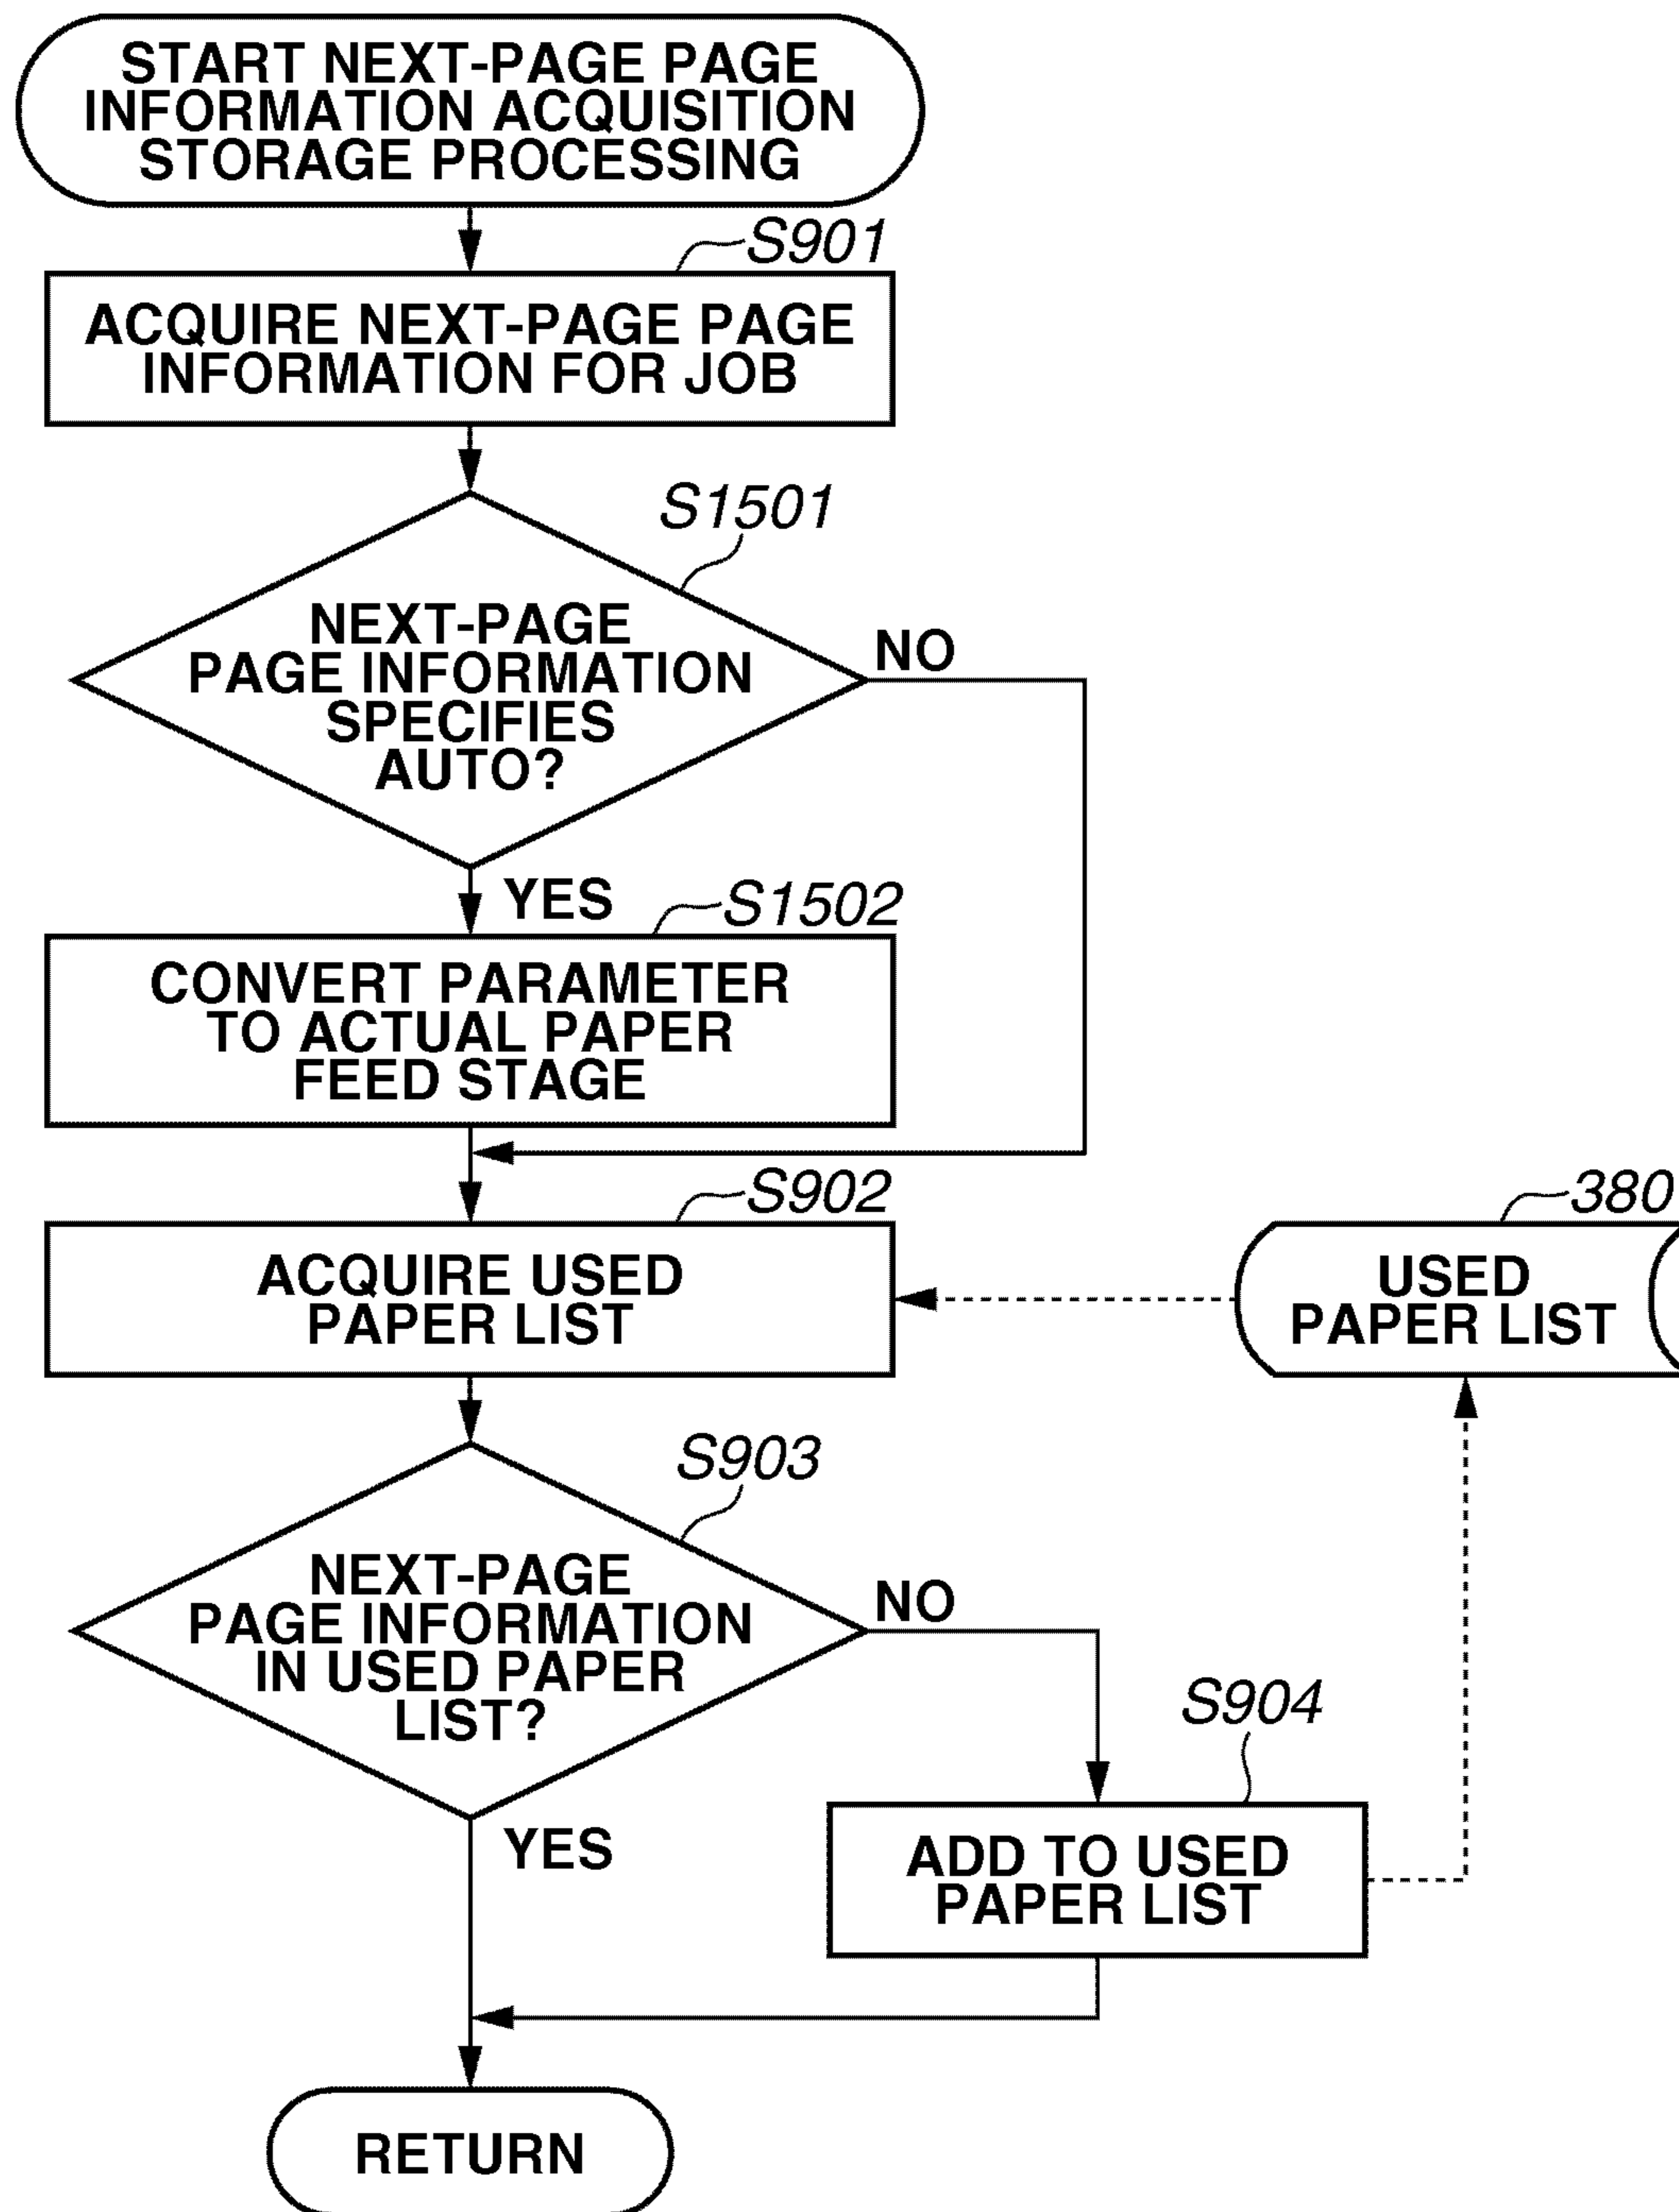 START NEXT-PAGE PAGE
INFORMATION ACQUISITION
STORAGE PROCESSING
S901
ACQUIRE NEXT-PAGE PAGE
INFORMATION FOR JOB
S1501
NEXT-PAGE
PAGE INFORMATION
SPECIFIES
AUTO?
NO
YES
S1502
CONVERT PARAMETER
TO ACTUAL PAPER
FEED STAGE
S902
ACQUIRE USED
PAPER LIST
380
USED
PAPER LIST
S903
NEXT-PAGE
PAGE INFORMATION
IN USED PAPER
LIST?
NO
YES
S904
ADD TO USED
PAPER LIST
RETURN